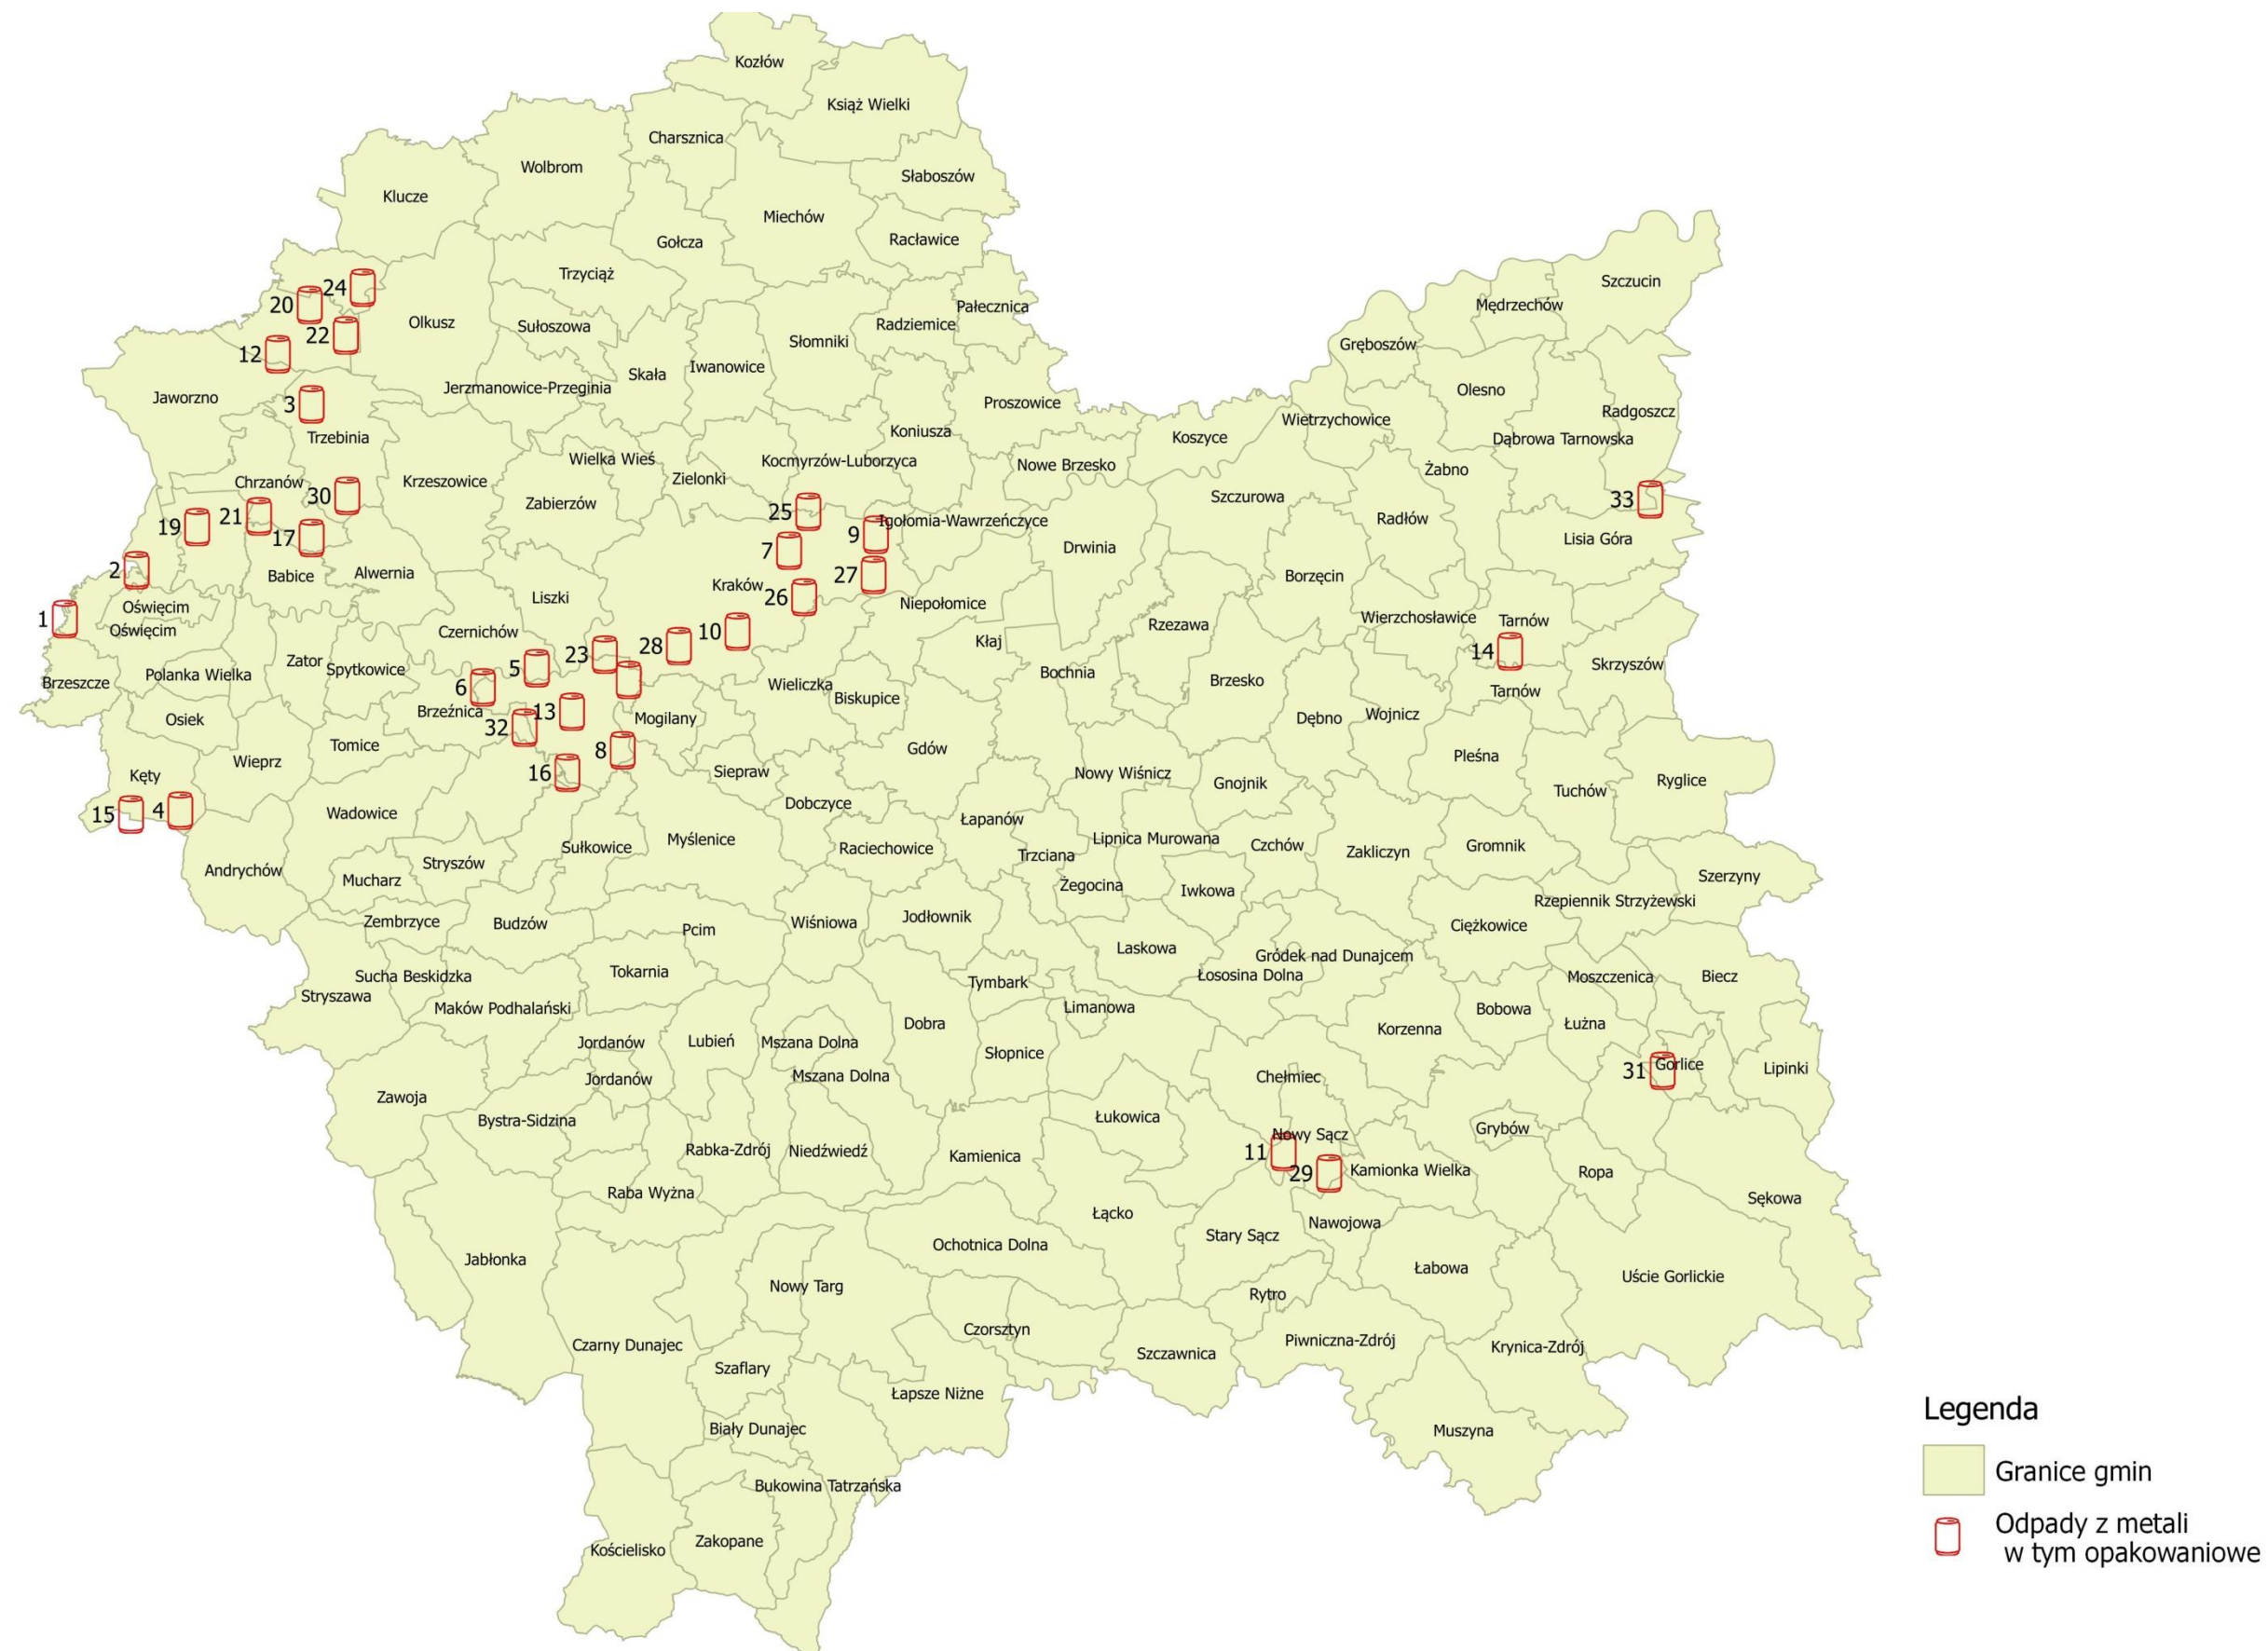 Kozłów
Książ Wielki
Charsznica
Wolbrom
Słaboszów
Klucze
Miechów
Gołcza
Racławice
Trzyciąż
Szczucin
24
20
Pałecznica
Mędrzechów
Olkusz
Sułoszowa
Radziemice
22
Słomniki
Gręboszów
12
Iwanowice
Skała
Jerzmanowice-Przeginia
Olesno
Jaworzno
3
Proszowice
Radgoszcz
Wietrzychowice
Koniusza
Trzebinia
Koszyce
Dąbrowa Tarnowska
Wielka Wieś
Kocmyrzów-Luborzyca
Nowe Brzesko
Żabno
Zielonki
Chrzanów
Krzeszowice
30
Szczurowa
33
Zabierzów
25
21
19
Radłów
Igołomia-Wawrzeńczyce
9
17
Lisia Góra
7
Drwinia
2
Babice
Alwernia
27
Borzęcin
Kraków
26
Liszki
Niepołomice
Oświęcim
1
Wierzchosławice
Tarnów
Rzezawa
Oświęcim
Czernichów
10
Kłaj
28
23
14
Zator
Skrzyszów
5
Spytkowice
Bochnia
Polanka Wielka
Brzesko
Brzeszcze
Wieliczka
6
Tarnów
Biskupice
Brzeźnica
13
Wojnicz
Osiek
Mogilany
Dębno
32
Tomice
Gdów
8
Pleśna
Wieprz
Siepraw
16
Nowy Wiśnicz
Kęty
Ryglice
Gnojnik
Tuchów
Dobczyce
4
15
Wadowice
Łapanów
Lipnica Murowana
Myślenice
Czchów
Gromnik
Sułkowice
Raciechowice
Zakliczyn
Trzciana
Stryszów
Andrychów
Szerzyny
Mucharz
Żegocina
Iwkowa
Rzepiennik Strzyżewski
Jodłownik
Zembrzyce
Budzów
Wiśniowa
Ciężkowice
Pcim
Laskowa
Gródek nad Dunajcem
Tokarnia
Łososina Dolna
Sucha Beskidzka
Moszczenica
Biecz
Tymbark
Stryszawa
Limanowa
Maków Podhalański
Bobowa
Dobra
Łużna
Korzenna
Lubień
Jordanów
Mszana Dolna
Słopnice
Gorlice
Lipinki
31
Mszana Dolna
Chełmiec
Jordanów
Zawoja
Łukowica
Bystra-Sidzina
Grybów
Nowy Sącz
Rabka-Zdrój
Niedźwiedź
11
Kamienica
Kamionka Wielka
29
Ropa
Raba Wyżna
Sękowa
Łącko
Nawojowa
Stary Sącz
Ochotnica Dolna
Jabłonka
Łabowa
Uście Gorlickie
Nowy Targ
Rytro
Czorsztyn
Piwniczna-Zdrój
Czarny Dunajec
Krynica-Zdrój
Szczawnica
Szaflary
Łapsze Niżne
Biały Dunajec
Muszyna
Bukowina Tatrzańska
Zakopane
Kościelisko
Legenda
Granice gmin
Odpady z metali
w tym opakowaniowe